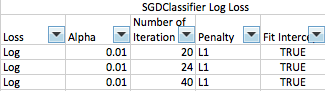 SGDClassifier Log Loss
Number of
Loss Alpha Iteration Penalty Fit Interce
Log 0.01 20 L1 TRUE
Log 0.01 24 L1 TRUE
Log 0.01 40 L1 TRUE